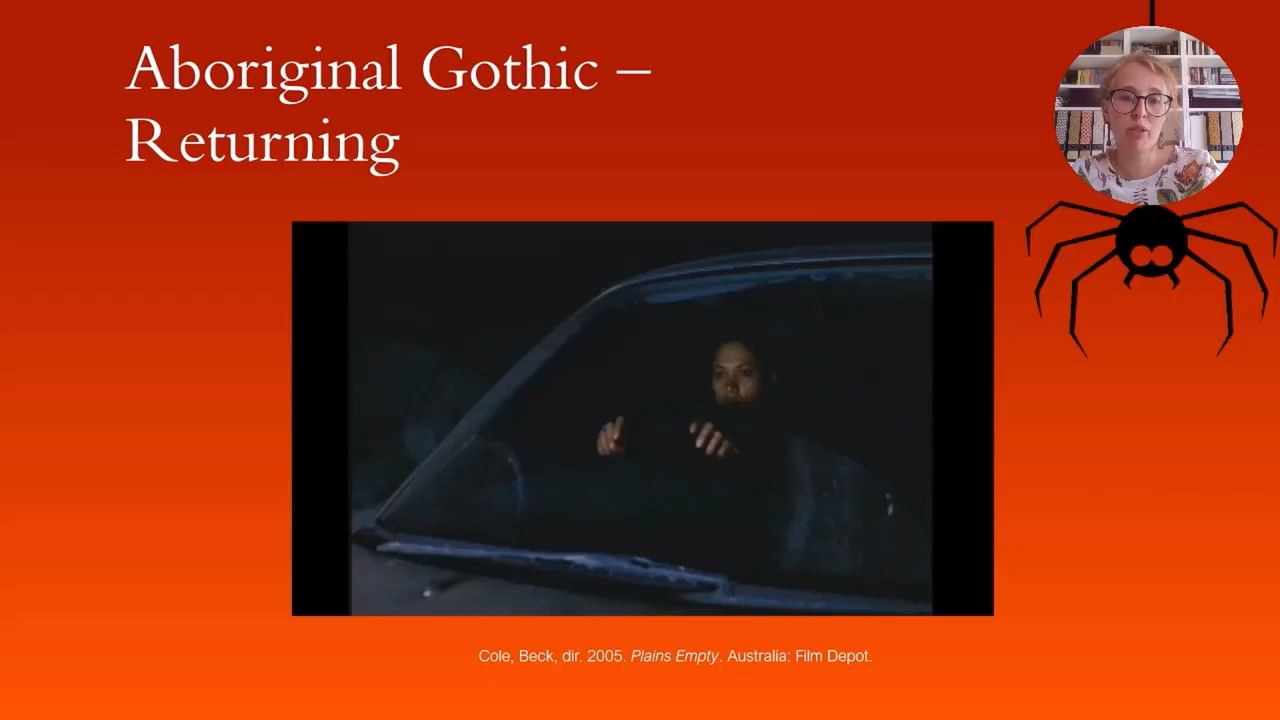 Aboriginal Gothic –
Returning
Cole, Beck, dir. 2005. Plains Empty. Australia: Film Depot.